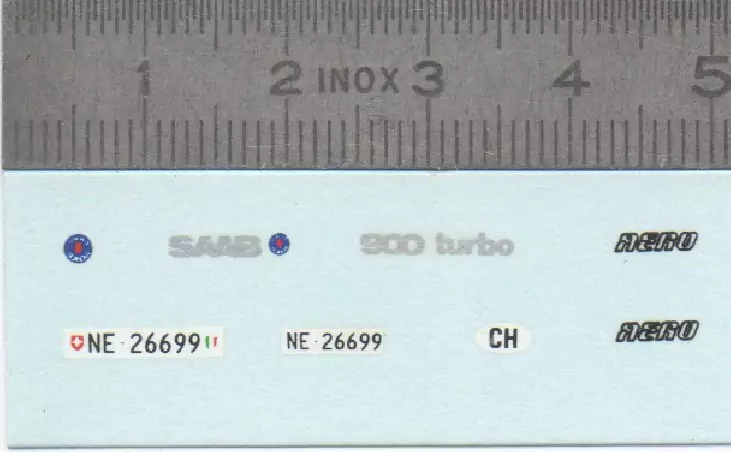 1 2 INOX 3 4 5
SAAB 900 turbo AERO
NE·26699 NE·26699 CH AERO